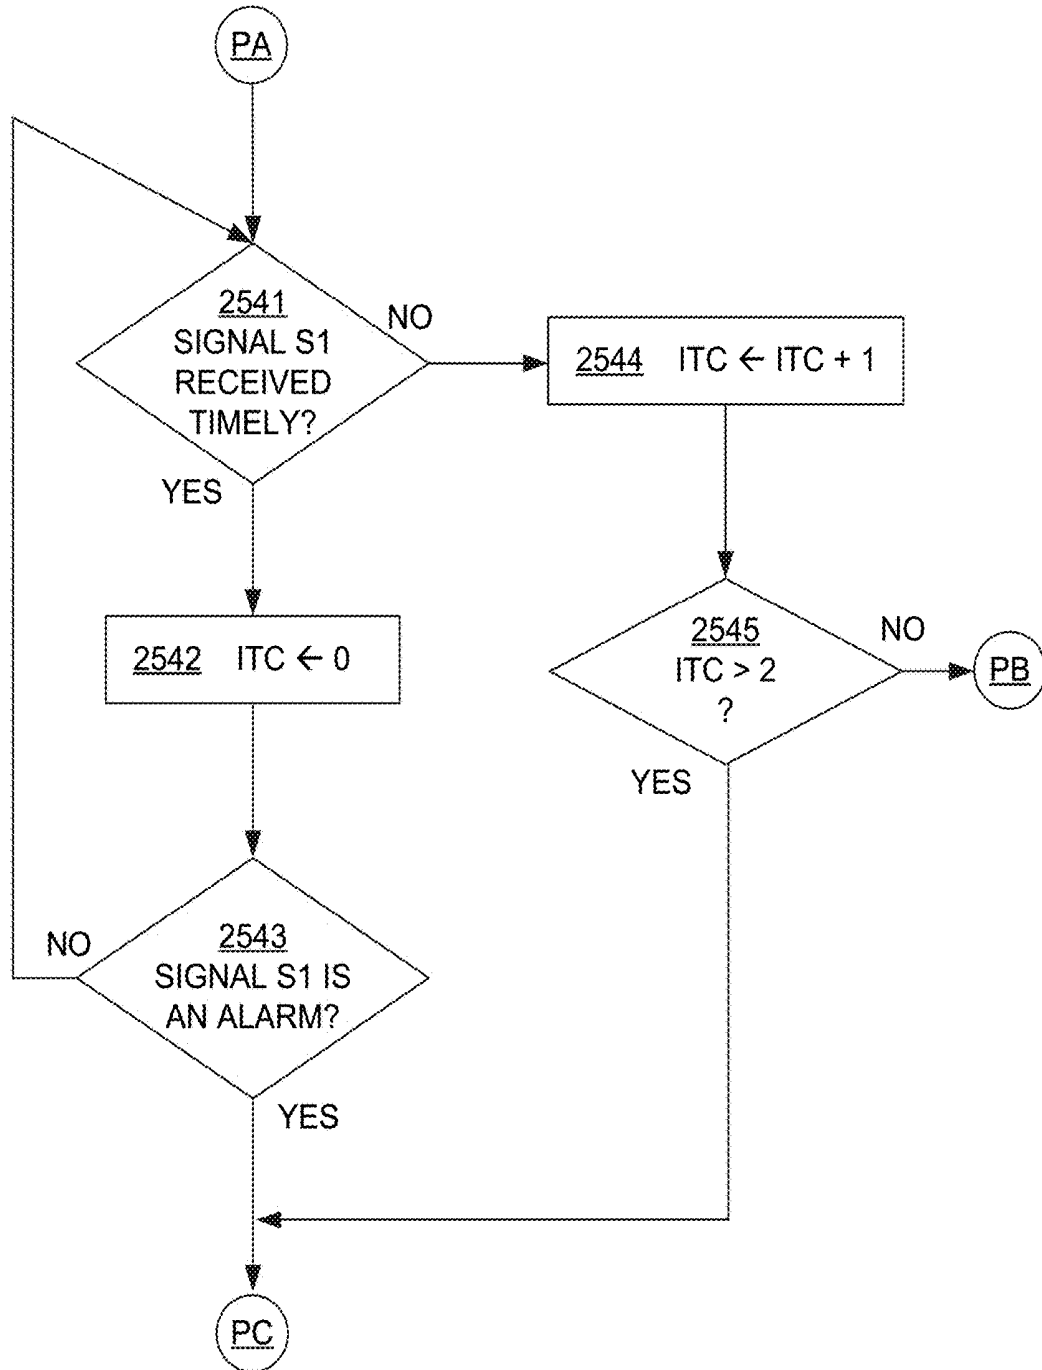 PA
2541
SIGNAL S1
RECEIVED
TIMELY?
NO
YES
2544 ITC ← ITC + 1
2542 ITC ← 0
2545
ITC > 2
?
NO
PB
YES
2543
SIGNAL S1 IS
AN ALARM?
NO
YES
PC